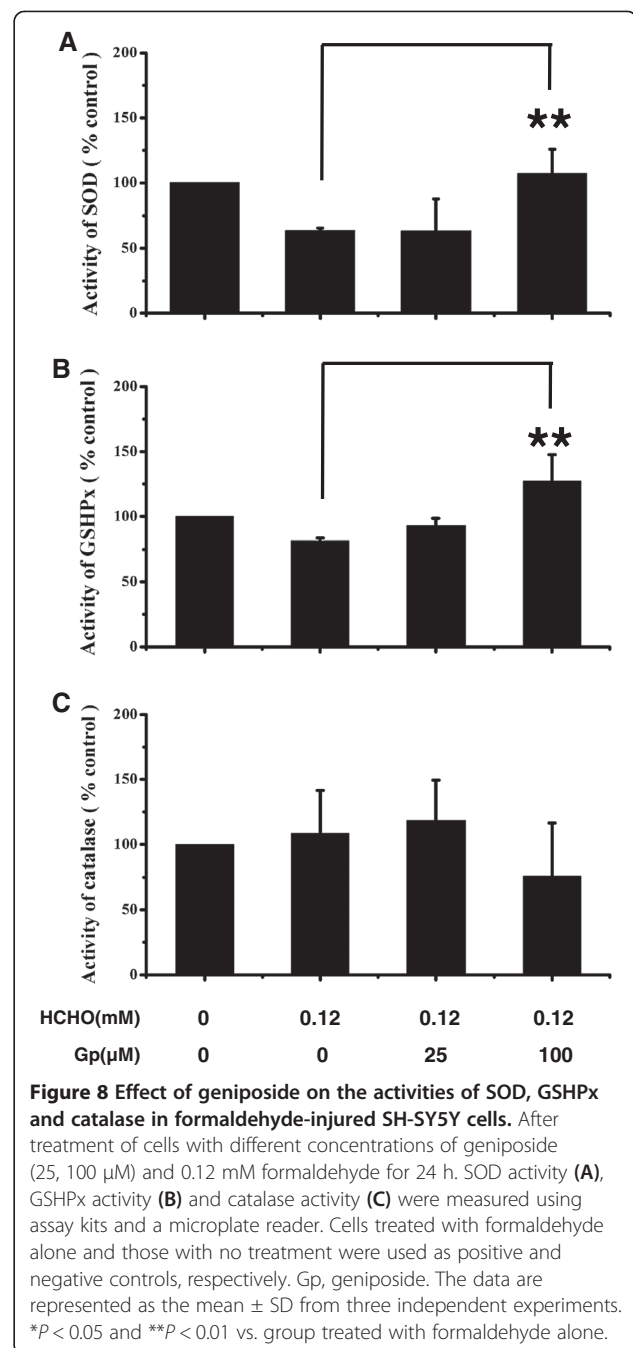 A
Activity of SOD ( % control )
200
150
100
50
0
**
B
Activity of GSHPx ( % control )
200
150
100
50
0
**
C
Activity of catalase ( % control )
200
150
100
50
0
HCHO(mM) 0 0.12 0.12 0.12
Gp(µM) 0 0 25 100
Figure 8 Effect of geniposide on the activities of SOD, GSHPx
and catalase in formaldehyde-injured SH-SY5Y cells. After
treatment of cells with different concentrations of geniposide
(25, 100 µM) and 0.12 mM formaldehyde for 24 h. SOD activity (A),
GSHPx activity (B) and catalase activity (C) were measured using
assay kits and a microplate reader. Cells treated with formaldehyde
alone and those with no treatment were used as positive and
negative controls, respectively. Gp, geniposide. The data are
represented as the mean ± SD from three independent experiments.
*P < 0.05 and **P < 0.01 vs. group treated with formaldehyde alone.